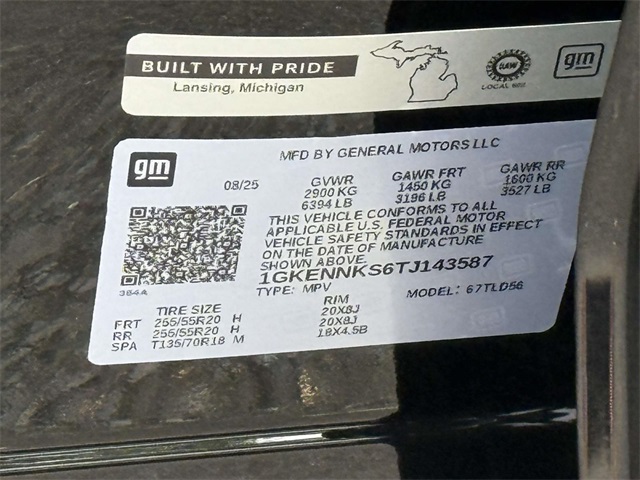 BUILT WITH PRIDE
Lansing, Michigan
UAW
gm
gm
MFD BY GENERAL MOTORS LLC
08/25
GVWR GAWR FRT GAWR RR
2900 KG 1450 KG 1600 KG
6394 LB 3196 LB 3527 LB
THIS VEHICLE CONFORMS TO ALL
APPLICABLE U.S. FEDERAL MOTOR
VEHICLE SAFETY STANDARDS IN EFFECT
ON THE DATE OF MANUFACTURE
SHOWN ABOVE.
1GKENNKS6TJ143587
TYPE: MPV MODEL: 67TLD56
384A
TIRE SIZE RIM
FRT 255/55R20 H 20X8J
RR 255/55R20 H 20X8J
SPA T135/70R18 M 18X4.5B